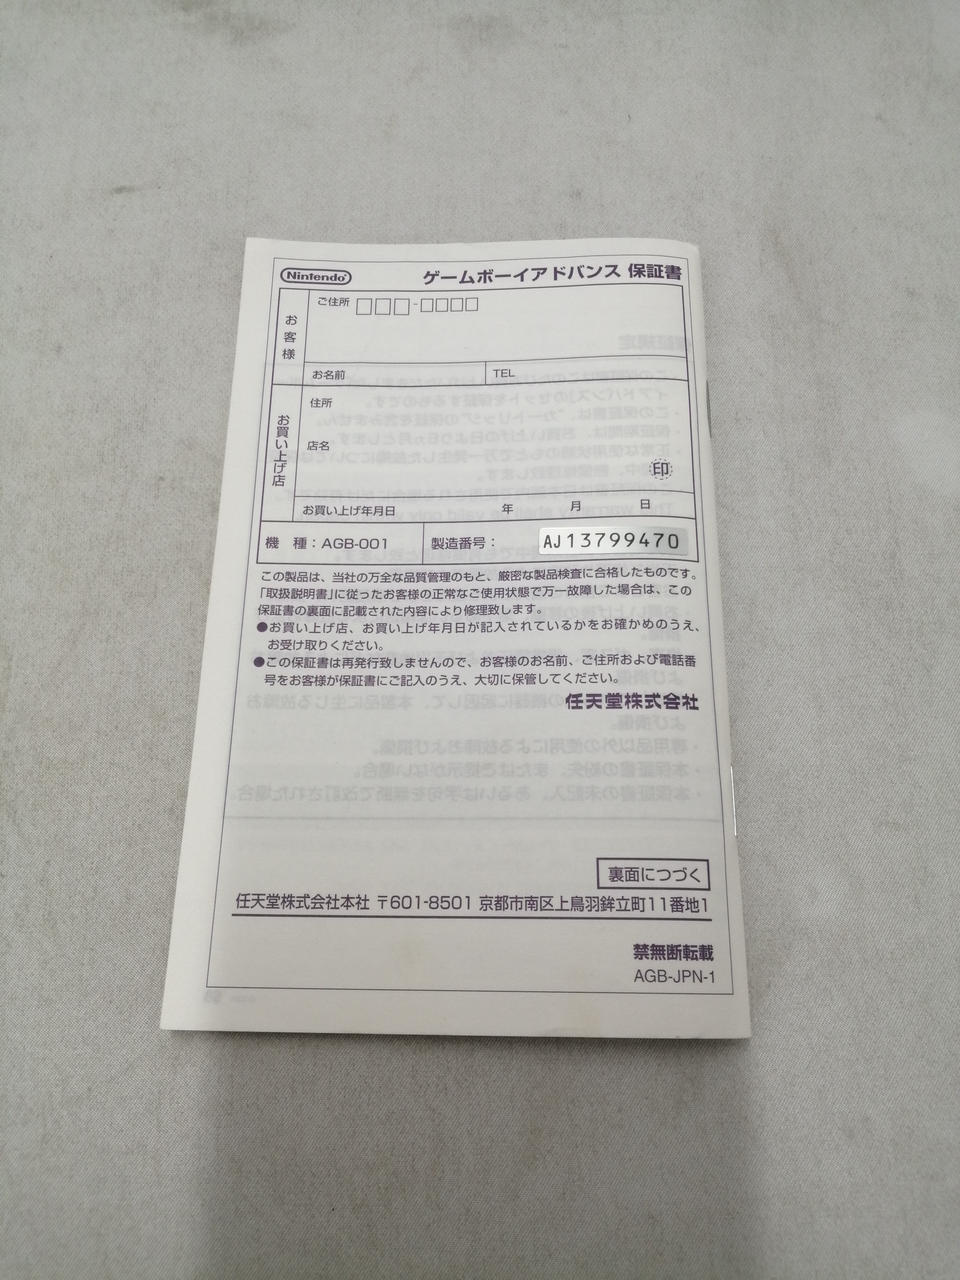 Nintendo ゲームボーイアドバンス 保証書
お客様
ご住所 □□□-□□□□
お名前 TEL
お買い上げ店
住所
店名
印
お買い上げ年月日 年 月 日
機 種：AGB-001 製造番号： AJ13799470
この製品は、当社の万全な品質管理のもと、厳密な製品検査に合格したものです。
「取扱説明書」に従ったお客様の正常なご使用状態で万一故障した場合は、この
保証書の裏面に記載された内容により修理致します。
●お買い上げ店、お買い上げ年月日が記入されているかをお確かめのうえ、
お受け取りください。
●この保証書は再発行致しませんので、お客様のお名前、ご住所および電話番
号をお客様が保証書にご記入のうえ、大切に保管してください。
任天堂株式会社
裏面につづく
任天堂株式会社本社 〒601-8501 京都市南区上鳥羽鉾立町11番地1
禁無断転載
AGB-JPN-1